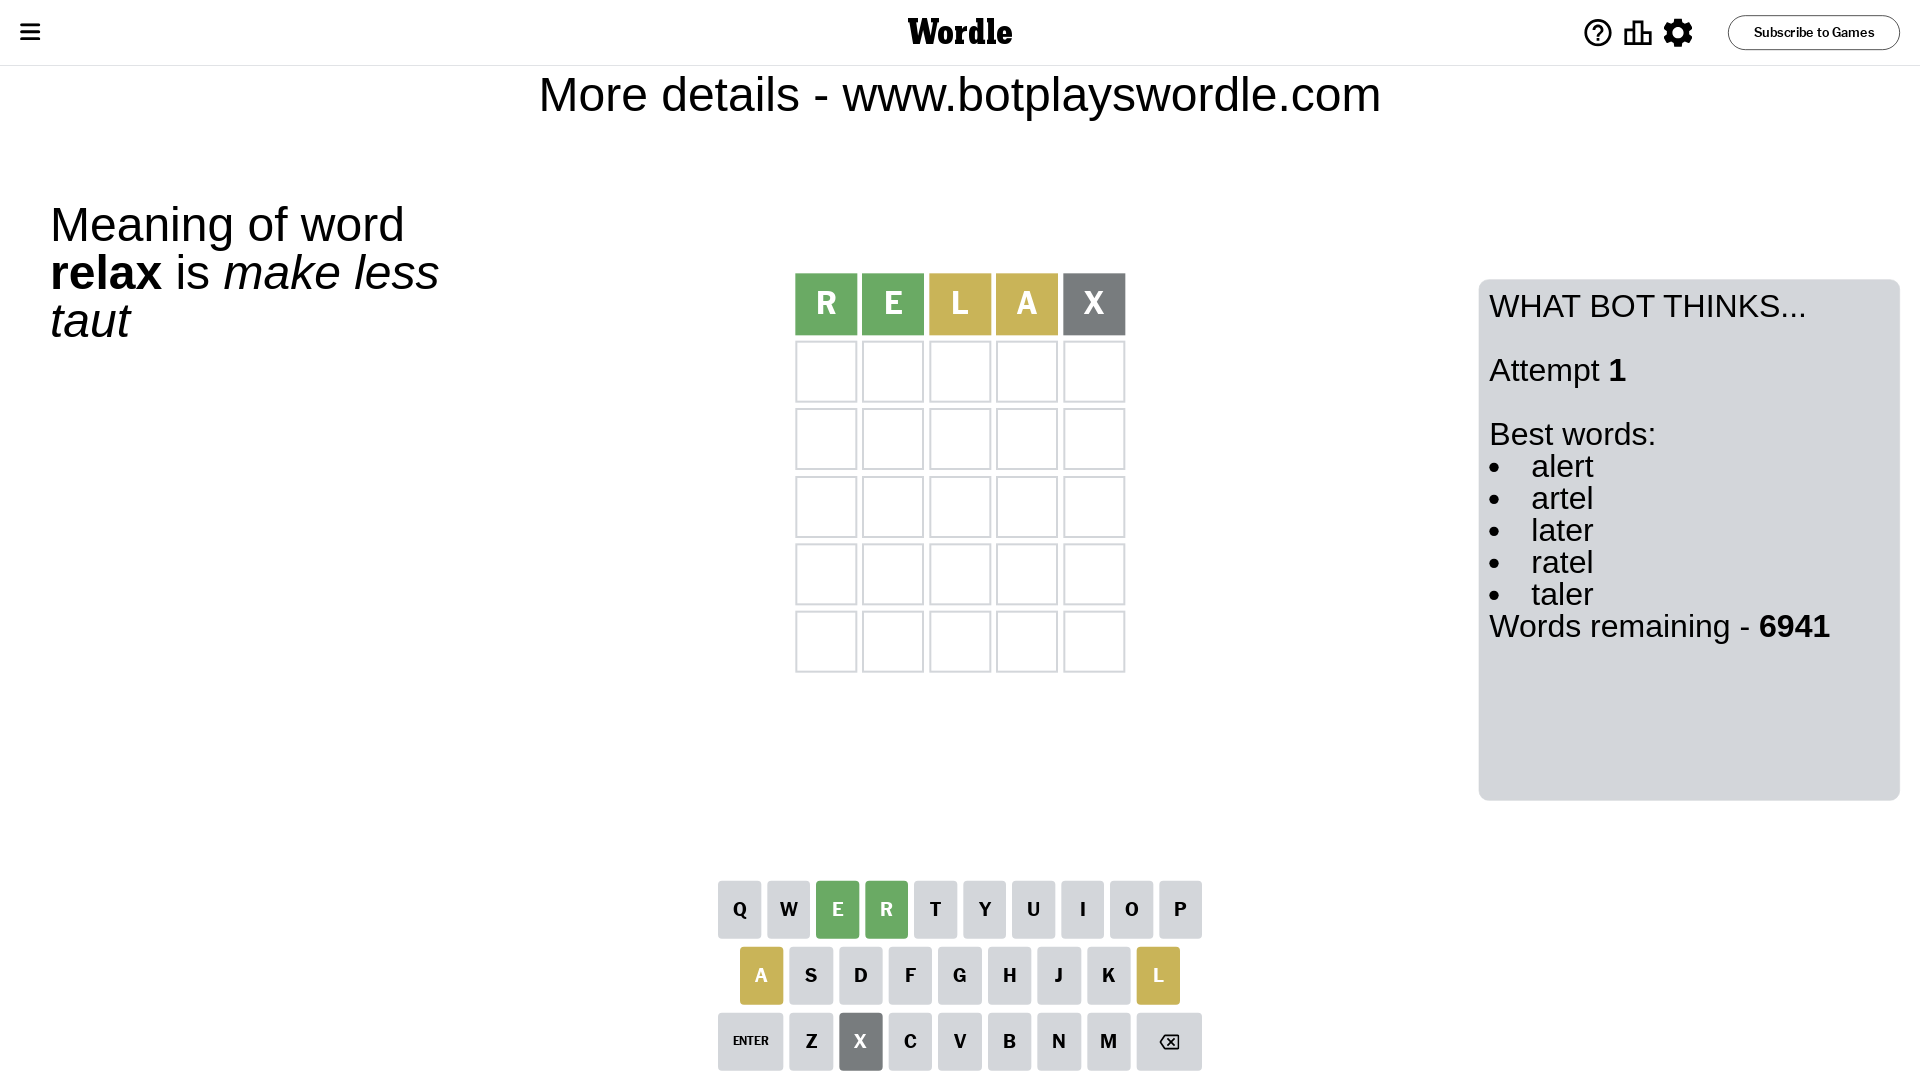 Wordle
Subscribe to Games
More details - www.botplayswordle.com
Meaning of word
relax is make less
taut
R E L A X
WHAT BOT THINKS...
Attempt 1
Best words:
• alert
• artel
• later
• ratel
• taler
Words remaining - 6941
Q W E R T Y U I O P
A S D F G H J K L
ENTER Z X C V B N M